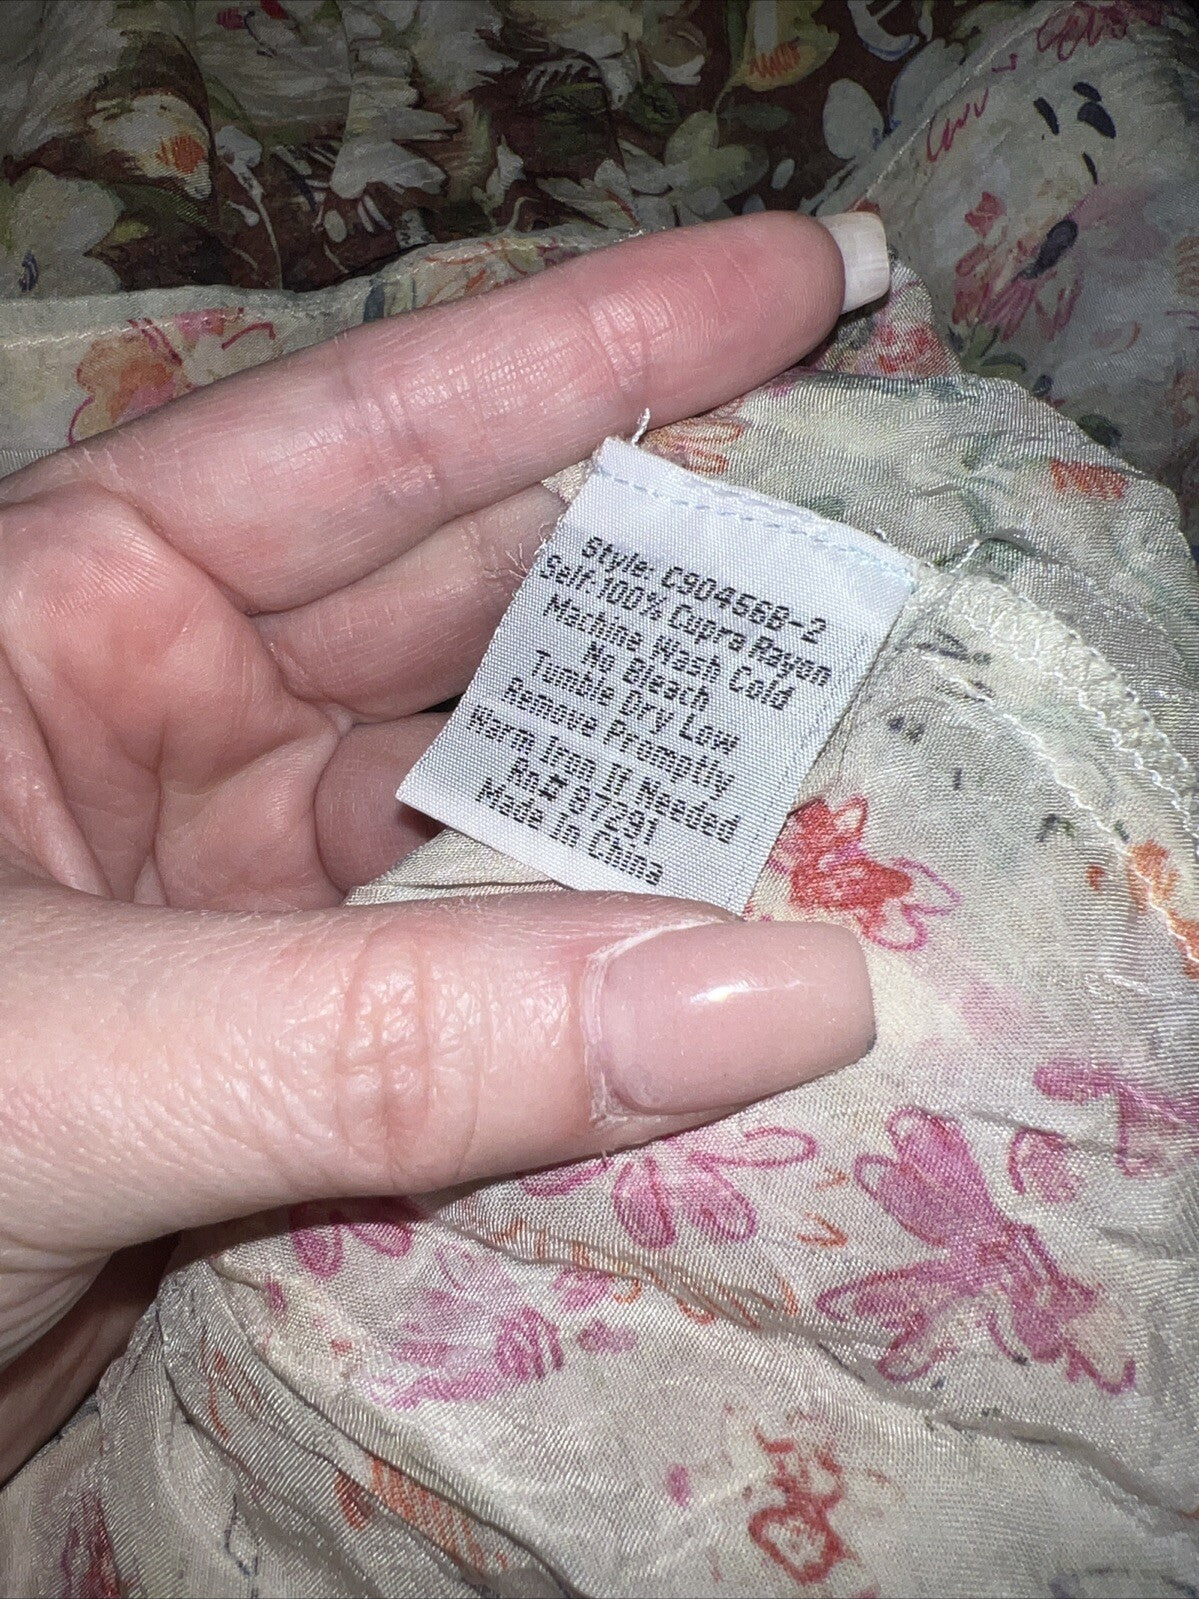 Style: C90456B-2
Self:100% Cupra Rayon
Machine Wash Cold
No Bleach
Tumble Dry Low
Remove Promptly
Warm Iron If Needed
Rn# 87291
Made In China